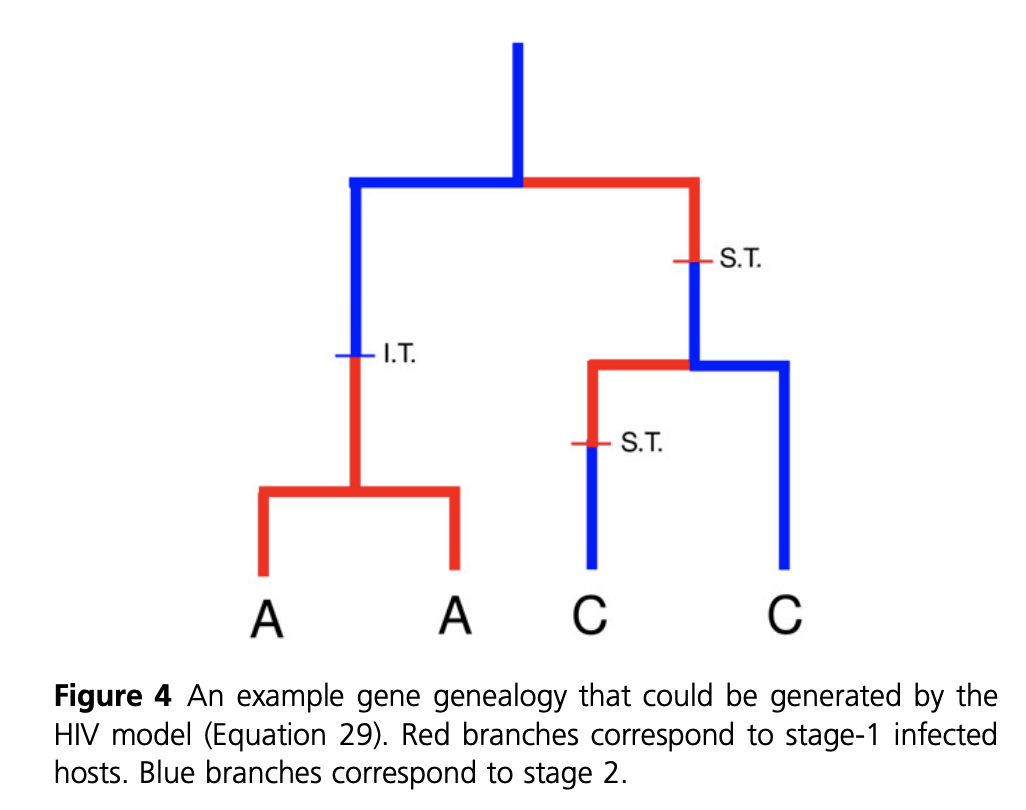 S.T.
I.T.
S.T.
A A C C
Figure 4 An example gene genealogy that could be generated by the
HIV model (Equation 29). Red branches correspond to stage-1 infected
hosts. Blue branches correspond to stage 2.